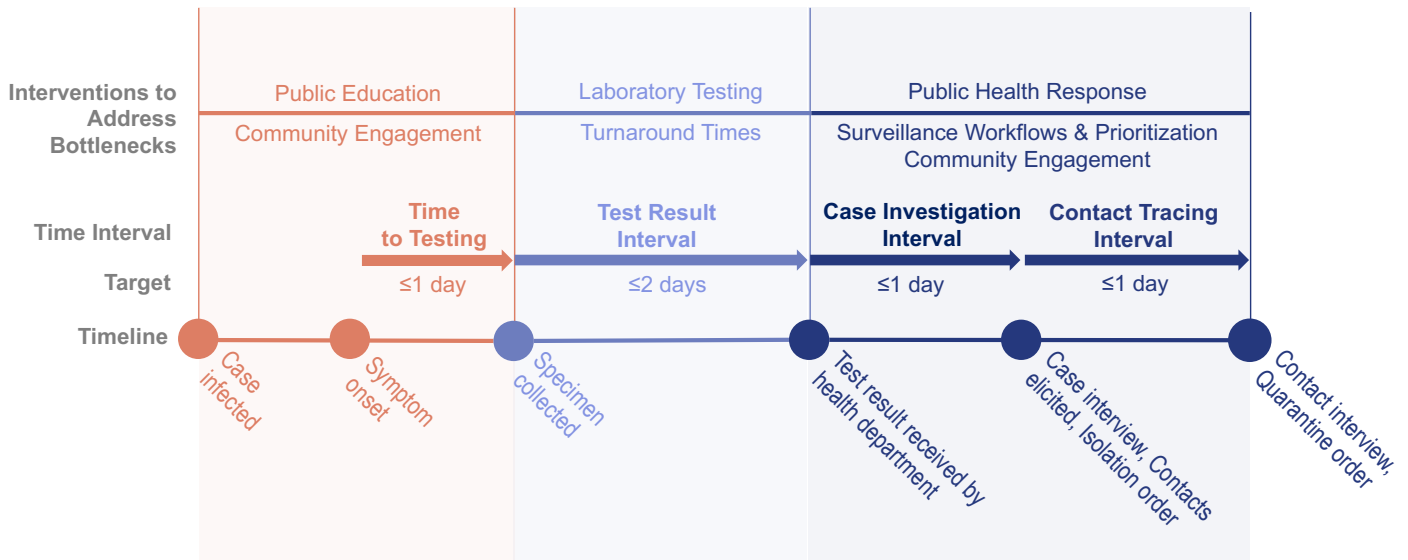 Interventions to
Address
Bottlenecks
Public Education
Community Engagement
Laboratory Testing
Turnaround Times
Public Health Response
Surveillance Workflows & Prioritization
Community Engagement
Time Interval
Time
to Testing
Test Result
Interval
Case Investigation
Interval
Contact Tracing
Interval
Target
≤1 day
≤2 days
≤1 day
≤1 day
Timeline
Case
infected
Symptom
onset
Specimen
collected
Test result received by
health department
Case interview, Contacts
elicited, Isolation order
Contact interview,
Quarantine order